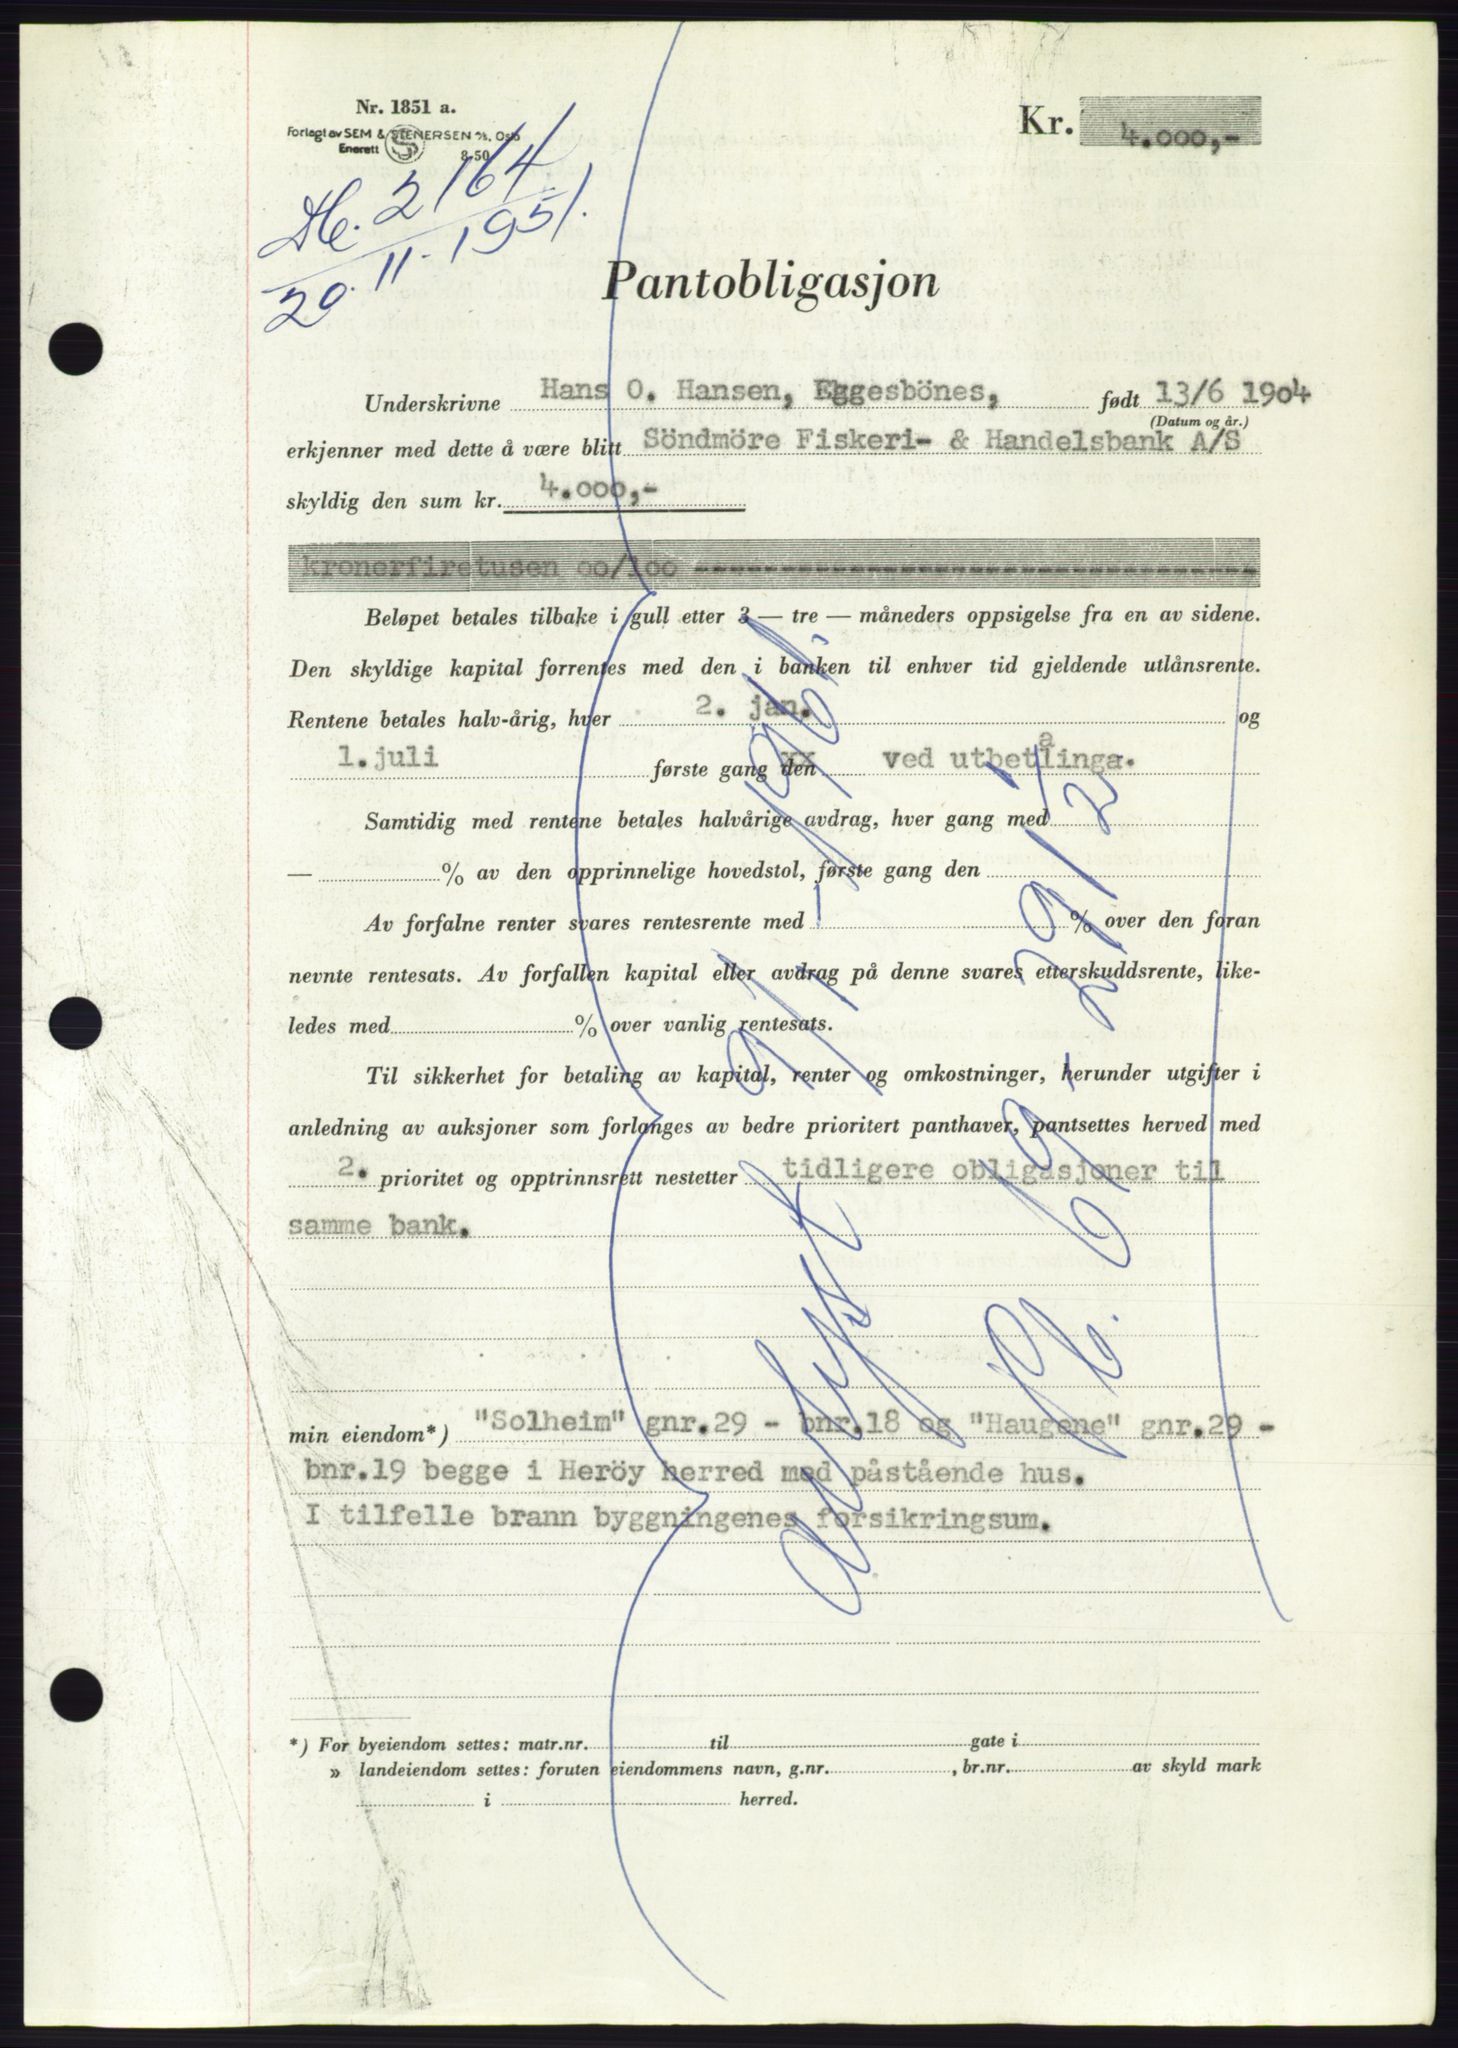 Nr. 1851 a.
Forlagt av SEM & STENERSEN A/S, Oslo
Enerett
8-50
Kr. 4.000,-
2164
20. 11. 1951.
Pantobligasjon
Underskrivne Hans O. Hansen, Eggesbönes, født 13/6 1904
(Datum og år.)
erkjenner med dette å være blitt Söndmöre Fiskeri- & Handelsbank A/S
skyldig den sum kr. 4.000,-
kronerfiretusen oo/100 --------------------------------
Beløpet betales tilbake i gull etter 3 — tre — måneders oppsigelse fra en av sidene.
Den skyldige kapital forrentes med den i banken til enhver tid gjeldende utlånsrente.
Rentene betales halv-årig, hver 2. jan. og
1.juli første gang den xx ved utbetalinga.
Samtidig med rentene betales halvårige avdrag, hver gang med
— % av den opprinnelige hovedstol, første gang den
Av forfalne renter svares rentesrente med % over den foran
nevnte rentesats. Av forfallen kapital eller avdrag på denne svares etterskuddsrente, like-
ledes med % over vanlig rentesats.
Til sikkerhet for betaling av kapital, renter og omkostninger, herunder utgifter i
anledning av auksjoner som forlanges av bedre prioritert panthaver, pantsettes herved med
2. prioritet og opptrinnsrett nestetter tidligere obligasjoner til
samme bank.
min eiendom*) "Solheim" gnr.29 - bnr.18 og "Haugene" gnr.29 -
bnr.19 begge i Heröy herred med påstående hus.
I tilfelle brann byggningenes forsikringsum.
avlyst 9/1 1961.
*) For byeiendom settes: matr.nr. til gate i
» landeiendom settes: foruten eiendommens navn, g.nr. , br.nr. av skyld mark
i herred.